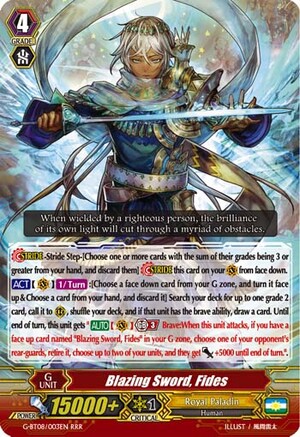 4
GRADE
When wielded by a righteous person, the brilliance
of its own light will cut through a myriad of obstacles.
STRIDE-Stride Step-[Choose one or more cards with the sum of their grades being 3 or
greater from your hand, and discard them] STRIDE this card on your from face down.
ACT 1/Turn :[Choose a face down card from your G zone, and turn it face
up & Choose a card from your hand, and discard it] Search your deck for up to one grade 2
card, call it to shuffle your deck, and if that unit has the brave ability, draw a card. Until
end of turn, this unit gets " AUTO 3 Brave:When this unit attacks, if you have a
face up card named "Blazing Sword, Fides" in your G zone, choose one of your opponent's
rear-guards, retire it, choose up to two of your units, and they get +5000 until end of turn.".
G
UNIT
Blazing Sword, Fides
POWER
15000+
1
CRITICAL
Royal Paladin
Human
G-BT08/003EN RRR
ILLUST / 風間雷太